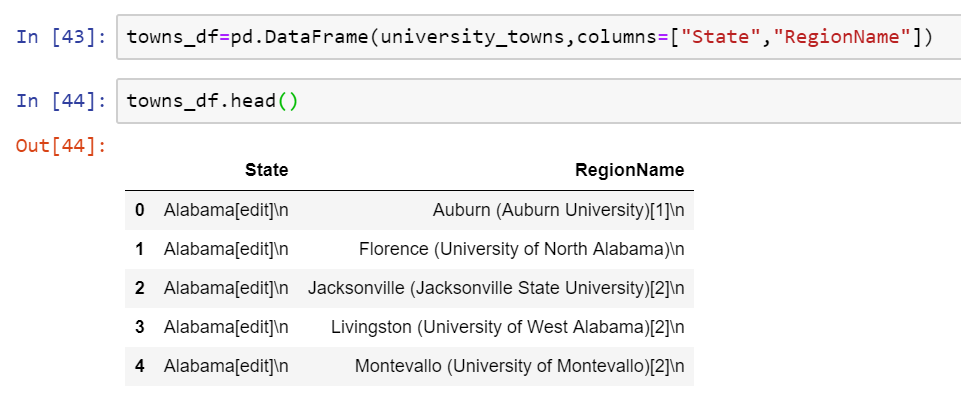 In [43]: towns_df=pd.DataFrame(university_towns,columns=["State","RegionName"])
In [44]: towns_df.head()
Out[44]:
State RegionName
0 Alabama[edit]\n Auburn (Auburn University)[1]\n
1 Alabama[edit]\n Florence (University of North Alabama)\n
2 Alabama[edit]\n Jacksonville (Jacksonville State University)[2]\n
3 Alabama[edit]\n Livingston (University of West Alabama)[2]\n
4 Alabama[edit]\n Montevallo (University of Montevallo)[2]\n